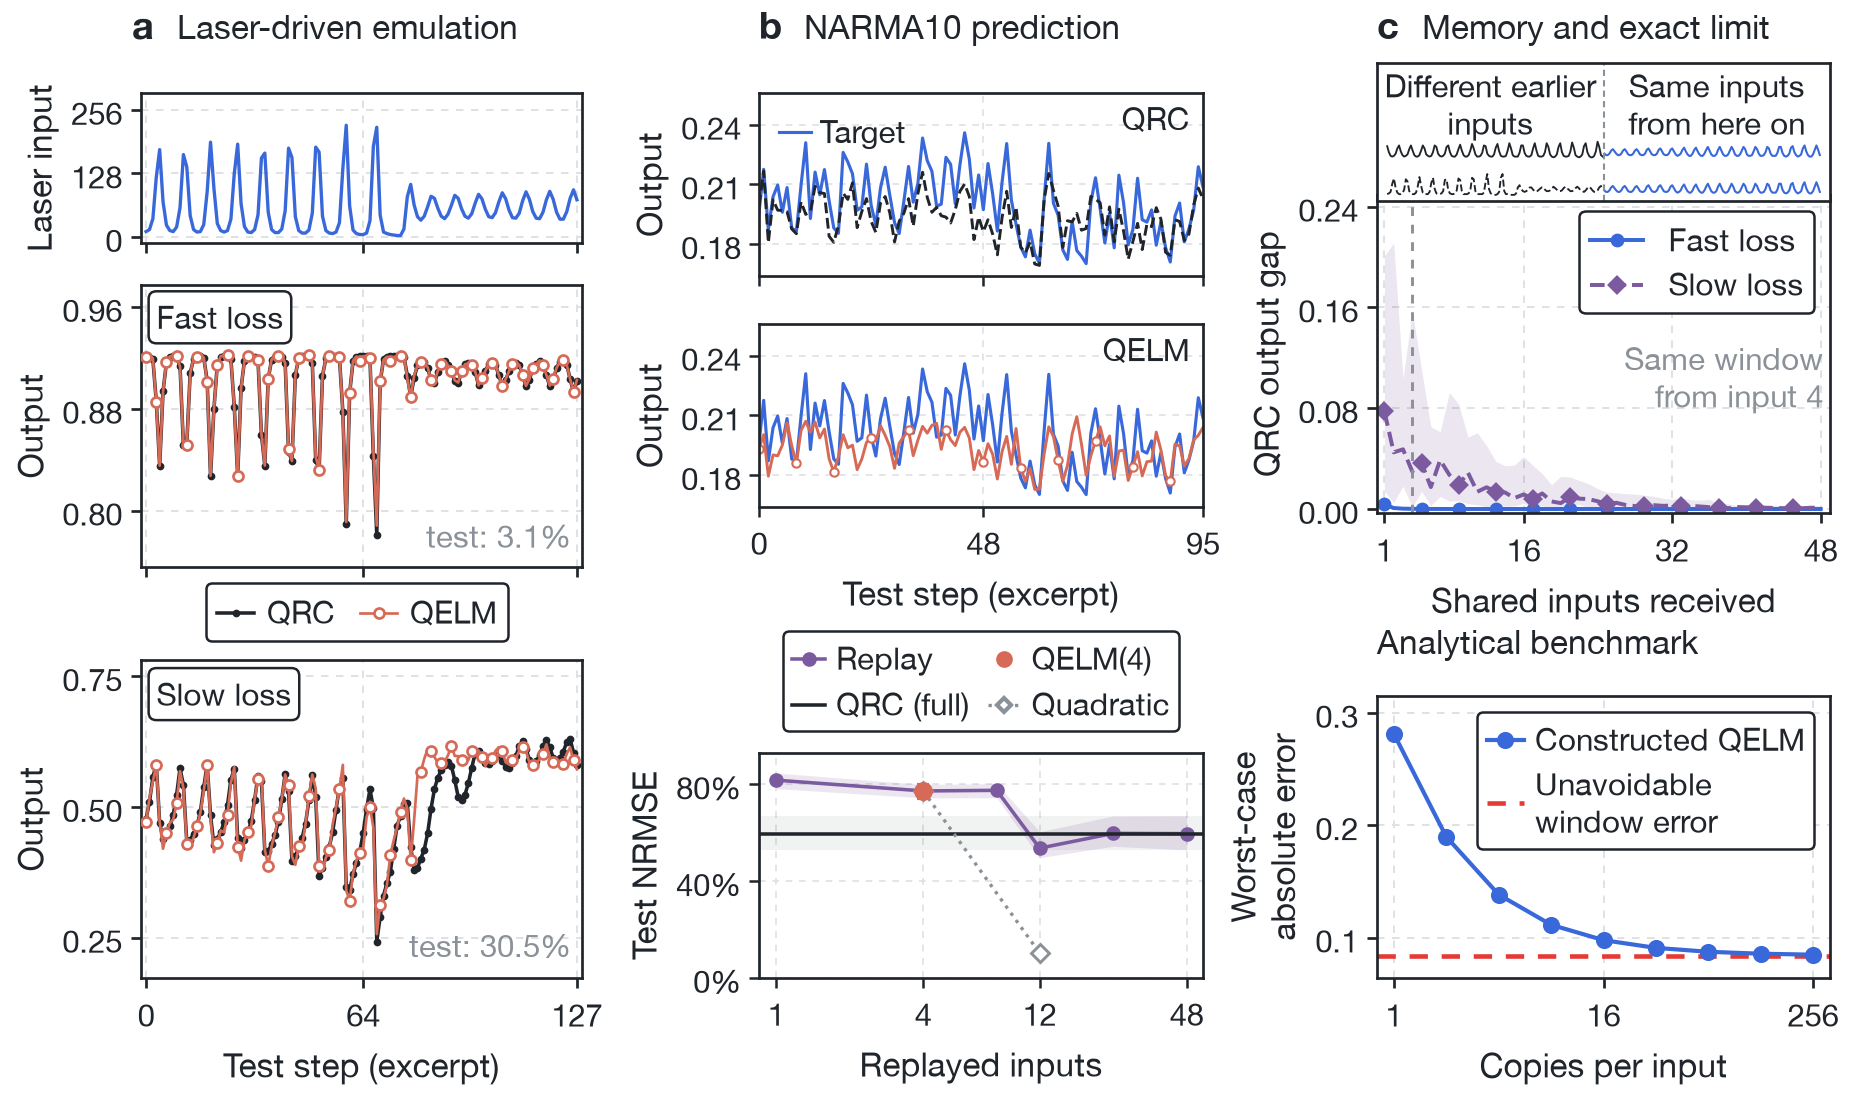 a Laser-driven emulation
Laser input
256
128
0
Fast loss
Output
0.96
0.88
0.80
test: 3.1%
QRC
QELM
Slow loss
Output
0.75
0.50
0.25
test: 30.5%
0
64
127
Test step (excerpt)
b NARMA10 prediction
Output
0.24
0.21
0.18
Target
QRC
Output
0.24
0.21
0.18
QELM
0
48
95
Test step (excerpt)
Replay
QELM(4)
QRC (full)
Quadratic
Test NRMSE
80%
40%
0%
1
4
12
48
Replayed inputs
c Memory and exact limit
Different earlier
inputs
Same inputs
from here on
QRC output gap
0.24
0.16
0.08
0.00
Fast loss
Slow loss
Same window
from input 4
1
16
32
48
Shared inputs received
Analytical benchmark
Worst-case
absolute error
0.3
0.2
0.1
Constructed QELM
Unavoidable
window error
1
16
256
Copies per input